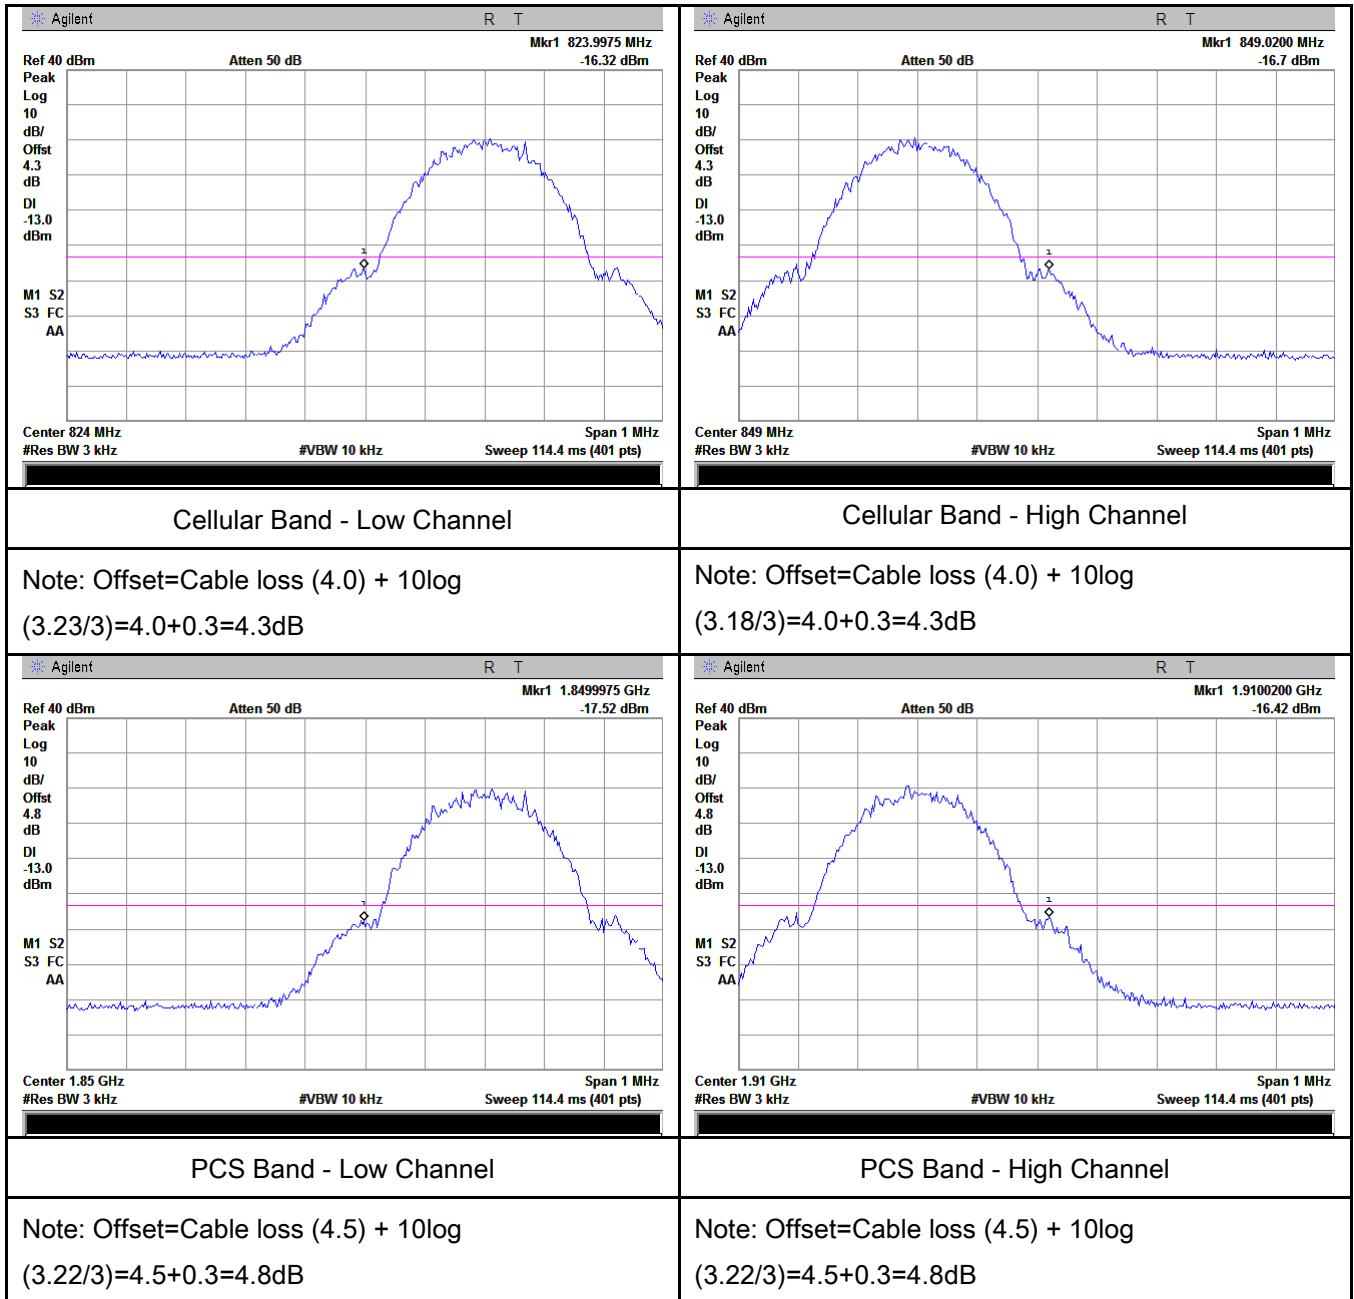 Agilent R T
Mkr1 823.9975 MHz
Ref 40 dBm Atten 50 dB -16.32 dBm
Peak
Log
10
dB/
Offst
4.3
dB
DI
-13.0
dBm
1
M1 S2
S3 FC
AA
Center 824 MHz Span 1 MHz
#Res BW 3 kHz #VBW 10 kHz Sweep 114.4 ms (401 pts)
Agilent R T
Mkr1 849.0200 MHz
Ref 40 dBm Atten 50 dB -16.7 dBm
Peak
Log
10
dB/
Offst
4.3
dB
DI
-13.0
dBm
1
M1 S2
S3 FC
AA
Center 849 MHz Span 1 MHz
#Res BW 3 kHz #VBW 10 kHz Sweep 114.4 ms (401 pts)
Cellular Band - Low Channel
Cellular Band - High Channel
Note: Offset=Cable loss (4.0) + 10log
(3.23/3)=4.0+0.3=4.3dB
Note: Offset=Cable loss (4.0) + 10log
(3.18/3)=4.0+0.3=4.3dB
Agilent R T
Mkr1 1.8499975 GHz
Ref 40 dBm Atten 50 dB -17.52 dBm
Peak
Log
10
dB/
Offst
4.8
dB
DI
-13.0
dBm
1
M1 S2
S3 FC
AA
Center 1.85 GHz Span 1 MHz
#Res BW 3 kHz #VBW 10 kHz Sweep 114.4 ms (401 pts)
Agilent R T
Mkr1 1.9100200 GHz
Ref 40 dBm Atten 50 dB -16.42 dBm
Peak
Log
10
dB/
Offst
4.8
dB
DI
-13.0
dBm
1
M1 S2
S3 FC
AA
Center 1.91 GHz Span 1 MHz
#Res BW 3 kHz #VBW 10 kHz Sweep 114.4 ms (401 pts)
PCS Band - Low Channel
PCS Band - High Channel
Note: Offset=Cable loss (4.5) + 10log
(3.22/3)=4.5+0.3=4.8dB
Note: Offset=Cable loss (4.5) + 10log
(3.22/3)=4.5+0.3=4.8dB